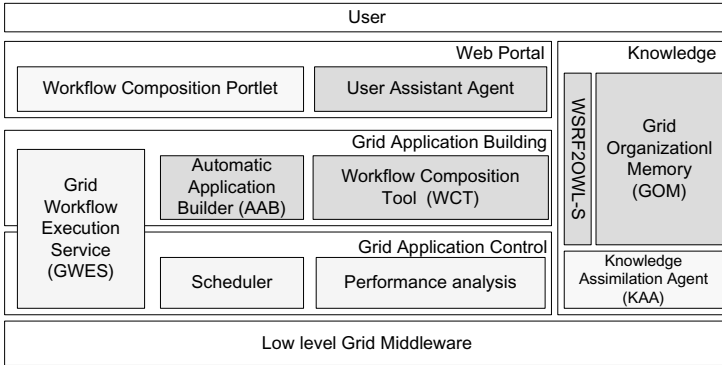 User
Web Portal
Workflow Composition Portlet
User Assistant Agent
Knowledge
WSRF2OWL-S
Grid
Organizationl
Memory
(GOM)
Knowledge
Assimilation Agent
(KAA)
Grid Application Building
Grid
Workflow
Execution
Service
(GWES)
Automatic
Application
Builder (AAB)
Workflow Composition
Tool (WCT)
Grid Application Control
Scheduler
Performance analysis
Low level Grid Middleware